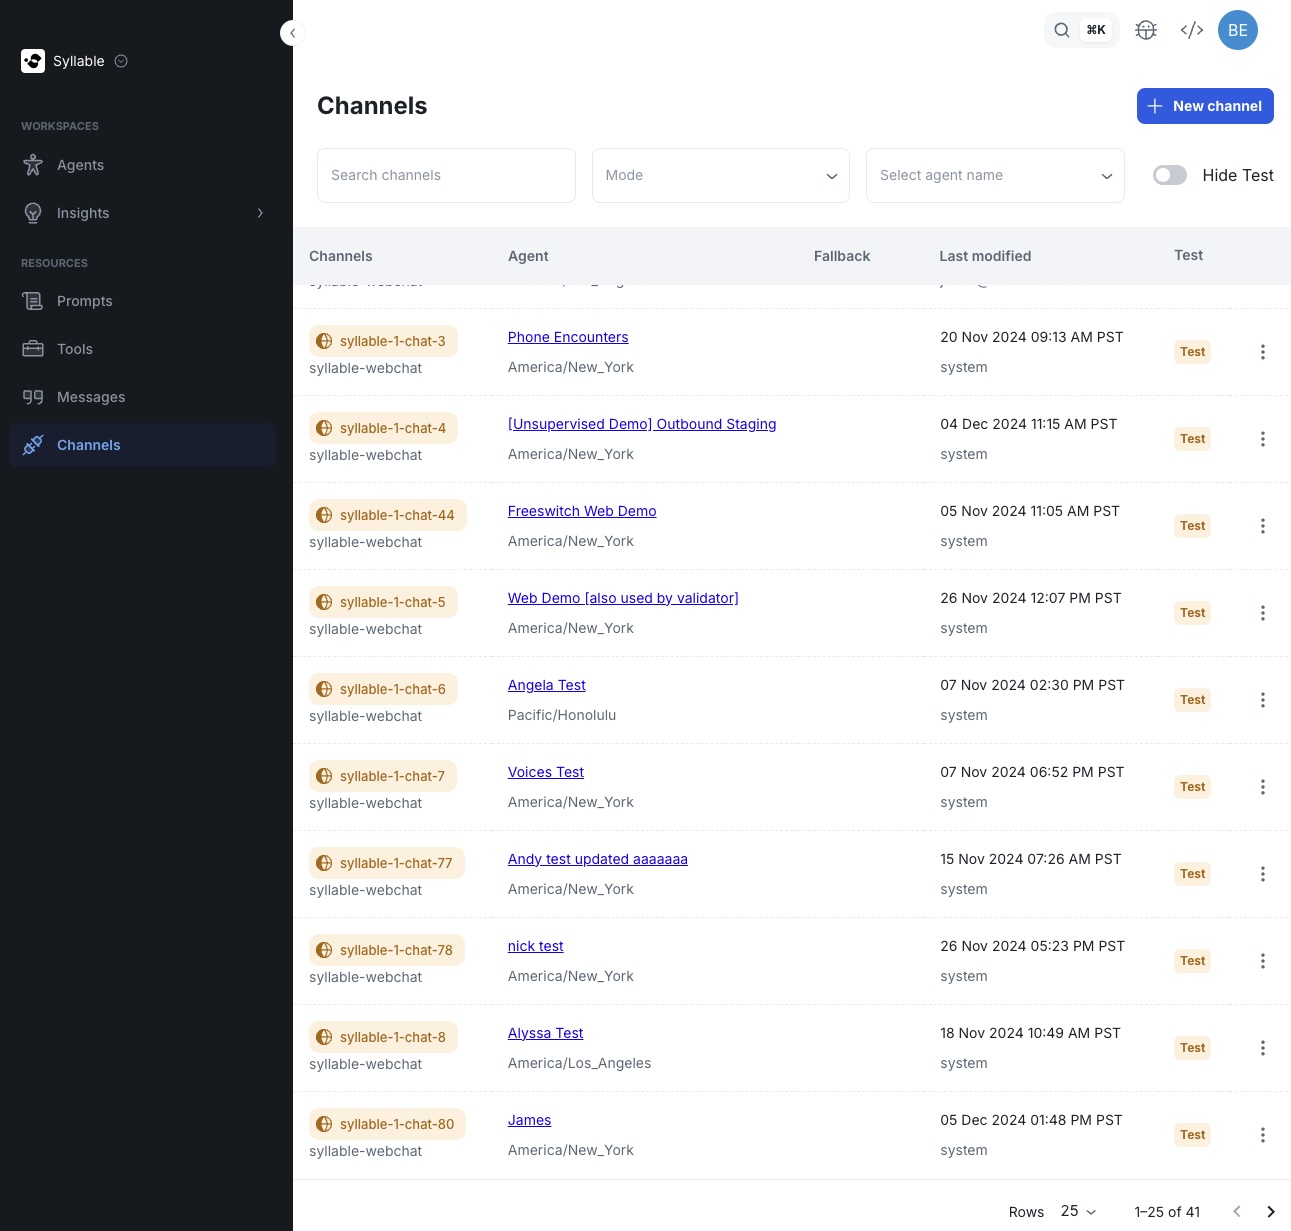 Syllable
WORKSPACES
Agents
Insights
RESOURCES
Prompts
Tools
Messages
Channels
⌘K
</>
BE
Channels
New channel
Search channels
Mode
Select agent name
Hide Test
Channels Agent Fallback Last modified Test
syllable-webchat
syllable-1-chat-3 Phone Encounters 20 Nov 2024 09:13 AM PST Test
syllable-webchat America/New_York system
syllable-1-chat-4 [Unsupervised Demo] Outbound Staging 04 Dec 2024 11:15 AM PST Test
syllable-webchat America/New_York system
syllable-1-chat-44 Freeswitch Web Demo 05 Nov 2024 11:05 AM PST Test
syllable-webchat America/New_York system
syllable-1-chat-5 Web Demo [also used by validator] 26 Nov 2024 12:07 PM PST Test
syllable-webchat America/New_York system
syllable-1-chat-6 Angela Test 07 Nov 2024 02:30 PM PST Test
syllable-webchat Pacific/Honolulu system
syllable-1-chat-7 Voices Test 07 Nov 2024 06:52 PM PST Test
syllable-webchat America/New_York system
syllable-1-chat-77 Andy test updated aaaaaaa 15 Nov 2024 07:26 AM PST Test
syllable-webchat America/New_York system
syllable-1-chat-78 nick test 26 Nov 2024 05:23 PM PST Test
syllable-webchat America/New_York system
syllable-1-chat-8 Alyssa Test 18 Nov 2024 10:49 AM PST Test
syllable-webchat America/Los_Angeles system
syllable-1-chat-80 James 05 Dec 2024 01:48 PM PST Test
syllable-webchat America/New_York system
Rows 25 1–25 of 41